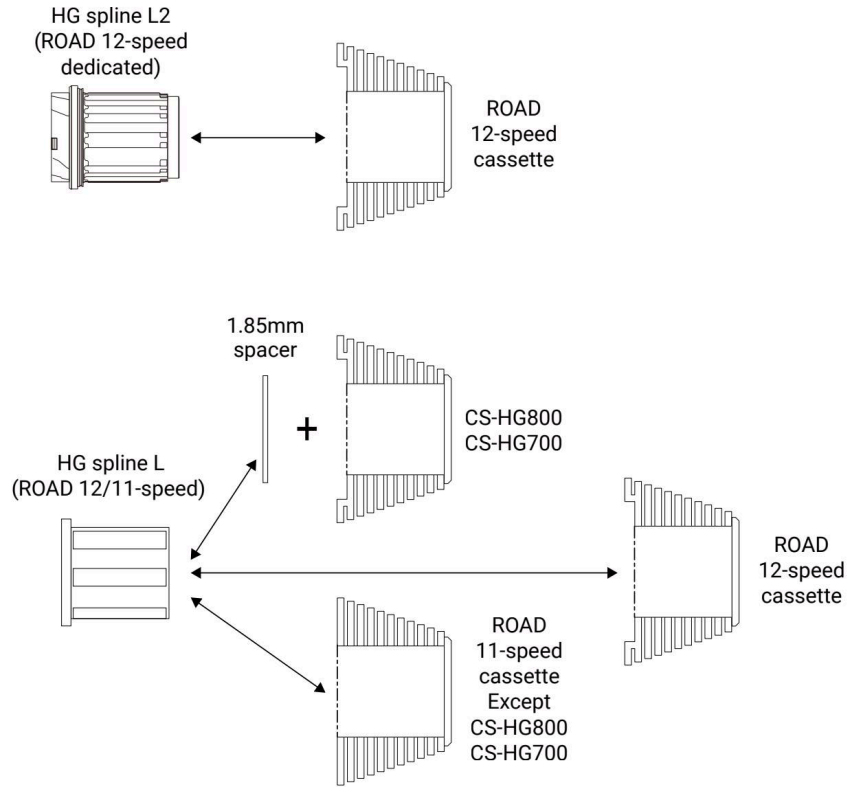 HG spline L2
(ROAD 12-speed
dedicated)
ROAD
12-speed
cassette
1.85mm
spacer
+
CS-HG800
CS-HG700
HG spline L
(ROAD 12/11-speed)
ROAD
12-speed
cassette
ROAD
11-speed
cassette
Except
CS-HG800
CS-HG700